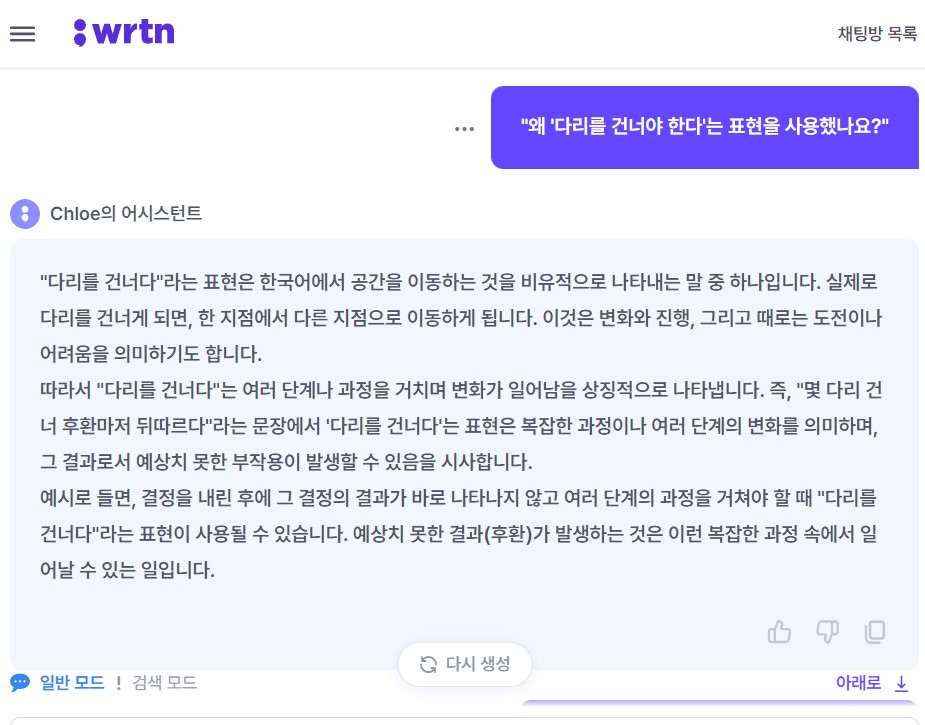 wrtn
채팅방 목록
"왜 '다리를 건너야 한다'는 표현을 사용했나요?"
Chloe의 어시스턴트
"다리를 건너다"라는 표현은 한국어에서 공간을 이동하는 것을 비유적으로 나타내는 말 중 하나입니다. 실제로
다리를 건너게 되면, 한 지점에서 다른 지점으로 이동하게 됩니다. 이것은 변화와 진행, 그리고 때로는 도전이나
어려움을 의미하기도 합니다.
따라서 "다리를 건너다"는 여러 단계나 과정을 거치며 변화가 일어남을 상징적으로 나타냅니다. 즉, "몇 다리 건
너 후환마저 뒤따르다"라는 문장에서 '다리를 건너다'는 표현은 복잡한 과정이나 여러 단계의 변화를 의미하며,
그 결과로서 예상치 못한 부작용이 발생할 수 있음을 시사합니다.
예시로 들면, 결정을 내린 후에 그 결정의 결과가 바로 나타나지 않고 여러 단계의 과정을 거쳐야 할 때 "다리를
건너다"라는 표현이 사용될 수 있습니다. 예상치 못한 결과(후환)가 발생하는 것은 이런 복잡한 과정 속에서 일
어날 수 있는 일입니다.
다시 생성
일반 모드 ! 검색 모드
아래로